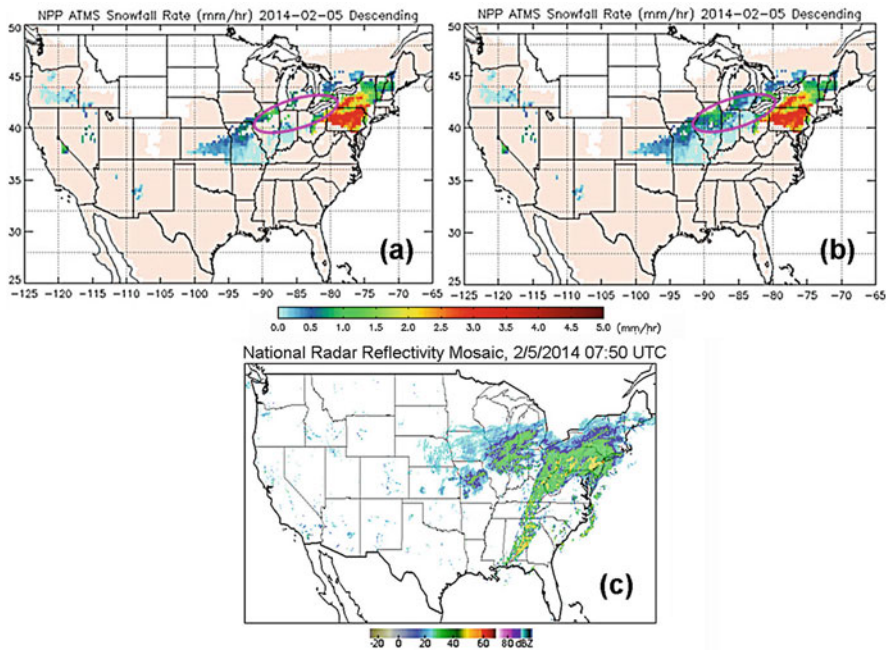 NPP ATMS Snowfall Rate (mm/hr) 2014-02-05 Descending
50
45
40
35
30
25
(a)
−125 −120 −115 −110 −105 −100 −95 −90 −85 −80 −75 −70 −65
NPP ATMS Snowfall Rate (mm/hr) 2014-02-05 Descending
50
45
40
35
30
25
(b)
−125 −120 −115 −110 −105 −100 −95 −90 −85 −80 −75 −70 −65
0.0 0.5 1.0 1.5 2.0 2.5 3.0 3.5 4.0 4.5 5.0 (mm/hr)
National Radar Reflectivity Mosaic, 2/5/2014 07:50 UTC
(c)
-20 0 20 40 60 80 dBZ